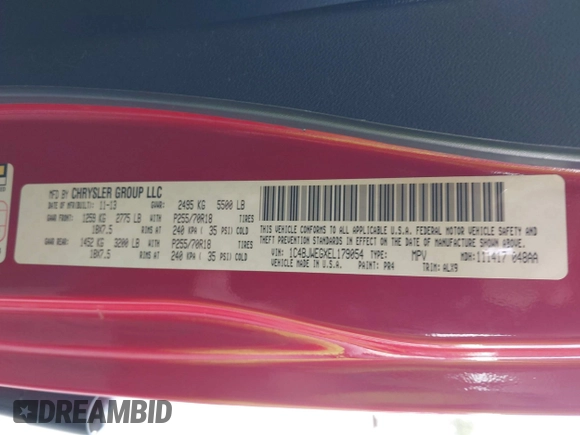 MFD BY CHRYSLER GROUP LLC
DATE OF MFR(BUILT): 11-13 GVWR: 2495 KG 5500 LB
GAWR FRONT: 1259 KG 2775 LB WITH P255/70R18 TIRES
18X7.5 RIMS AT 240 KPA ( 35 PSI) COLD
GAWR REAR: 1452 KG 3200 LB WITH P255/70R18 TIRES
18X7.5 RIMS AT 240 KPA ( 35 PSI) COLD
THIS VEHICLE CONFORMS TO ALL APPLICABLE U.S.A. FEDERAL MOTOR VEHICLE SAFETY AND
THEFT PREVENTION STANDARDS IN EFFECT ON THE DATE OF MANUFACTURE SHOWN ABOVE.
VIN: 1C4BJWEGXEL179054 TYPE: MPV MDH: 111417 048AA
VEHICLE MADE IN U.S.A. PAINT: PR4 TRIM: ALX9
DREAMBID